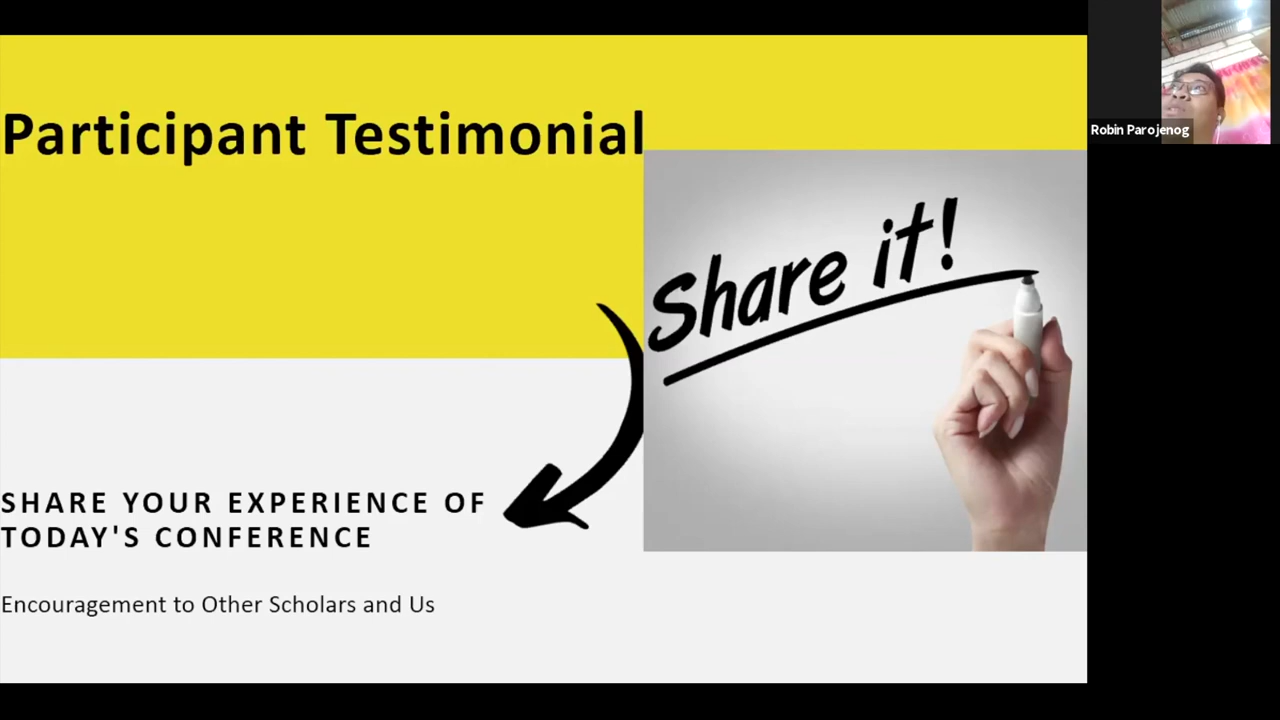 Participant Testimonial
Share it!
SHARE YOUR EXPERIENCE OF
TODAY'S CONFERENCE
Encouragement to Other Scholars and Us
Robin Parojenog